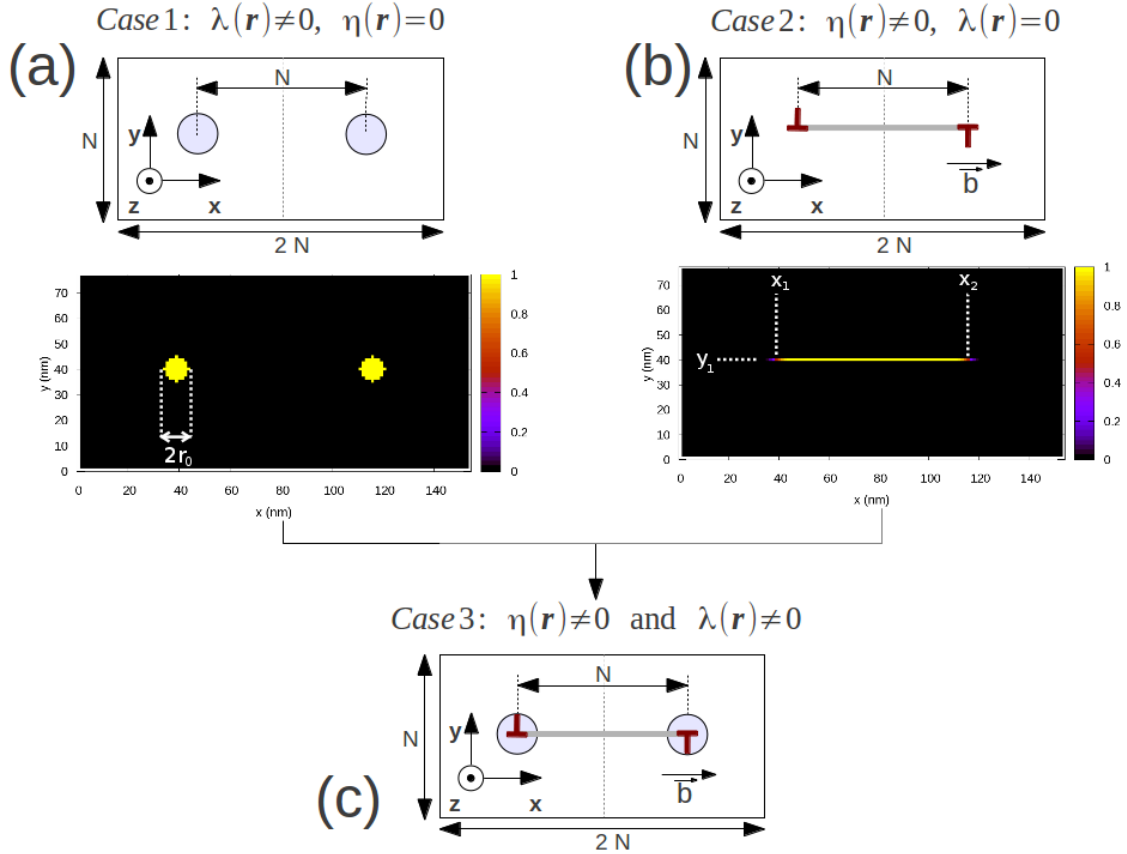 Case 1: λ(r)≠0, η(r)=0
(a)
N
N
y
z
x
2 N
Case 2: η(r)≠0, λ(r)=0
(b)
N
N
y
b
z
x
2 N
70
60
50
40
30
20
10
0
y (nm)
2r₀
0
20
40
60
80
100
120
140
x (nm)
1
0.8
0.6
0.4
0.2
0
70
60
50
40
30
20
10
0
y (nm)
x₁
x₂
y₁
0
20
40
60
80
100
120
140
x (nm)
1
0.8
0.6
0.4
0.2
0
Case 3: η(r)≠0 and λ(r)≠0
N
N
y
b
z
x
2 N
(c)